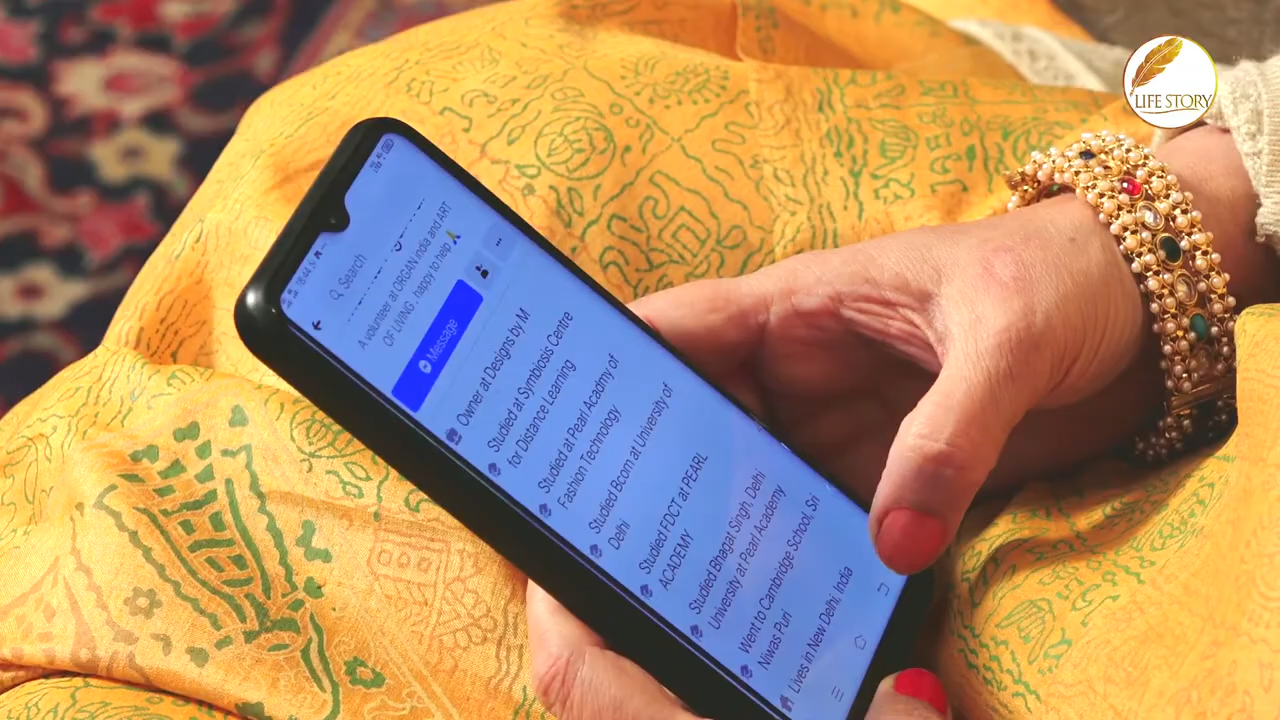 LIFE STORY
18:44
Search
A volunteer at ORGAN india and ART
OF LIVING , happy to help
Message
Owner at Designs by M
Studied at Symbiosis Centre
for Distance Learning
Studied at Pearl Acadmy of
Fashion Technology
Studied Bcom at University of
Delhi
Studied FDCT at PEARL
ACADEMY
Studied Bhagat Singh, Delhi
University at Pearl Academy
Went to Cambridge School, Sri
Niwas Puri
Lives in New Delhi, India